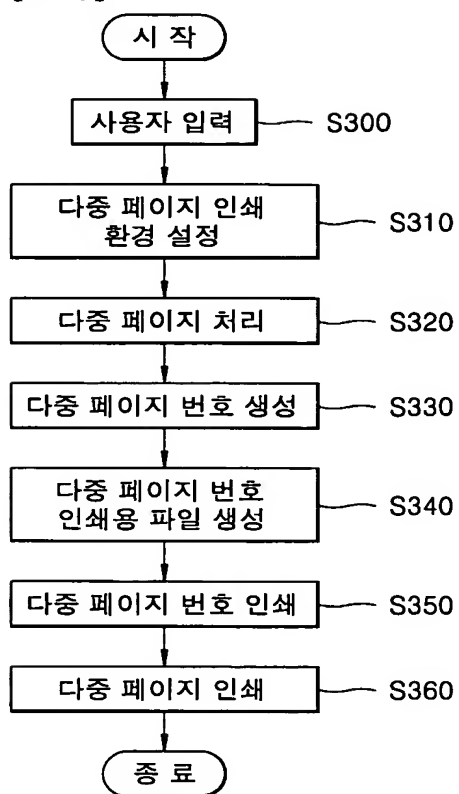 시 작
사용자 입력
S300
다중 페이지 인쇄
환경 설정
S310
다중 페이지 처리
S320
다중 페이지 번호 생성
S330
다중 페이지 번호
인쇄용 파일 생성
S340
다중 페이지 번호 인쇄
S350
다중 페이지 인쇄
S360
종 료